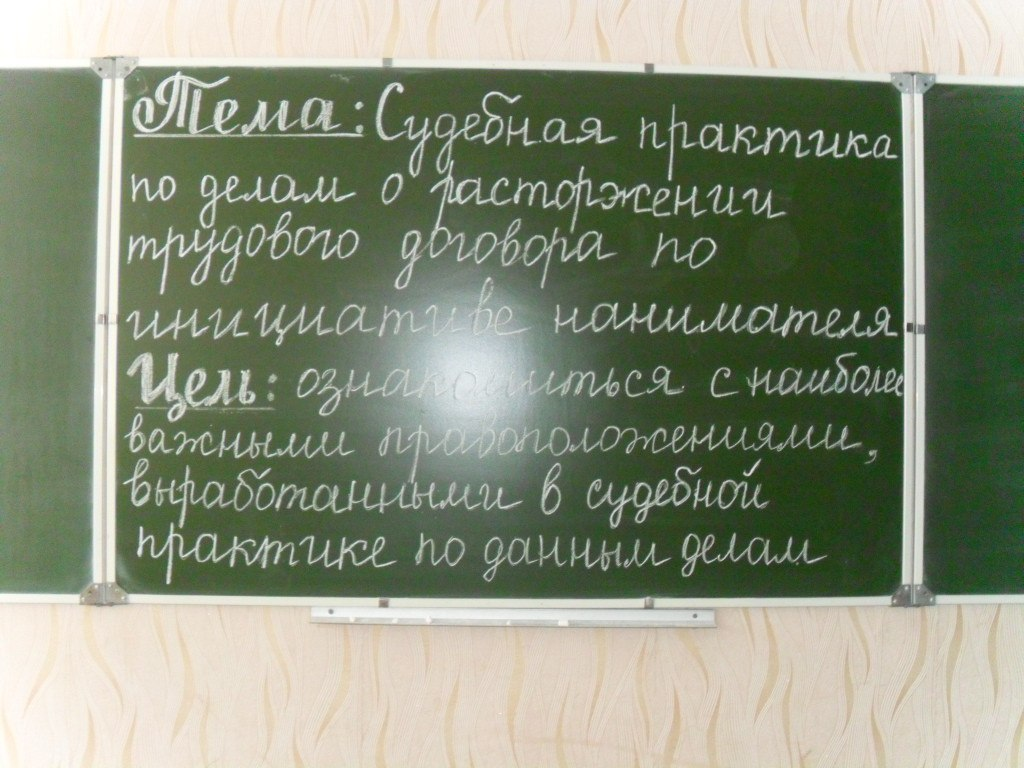 Тема: Судебная практика
по делам о расторжении
трудового договора по
инициативе нанимателя
Цель: ознакомиться с наиболее
важными правоположениями,
выработанными в судебной
практике по данным делам